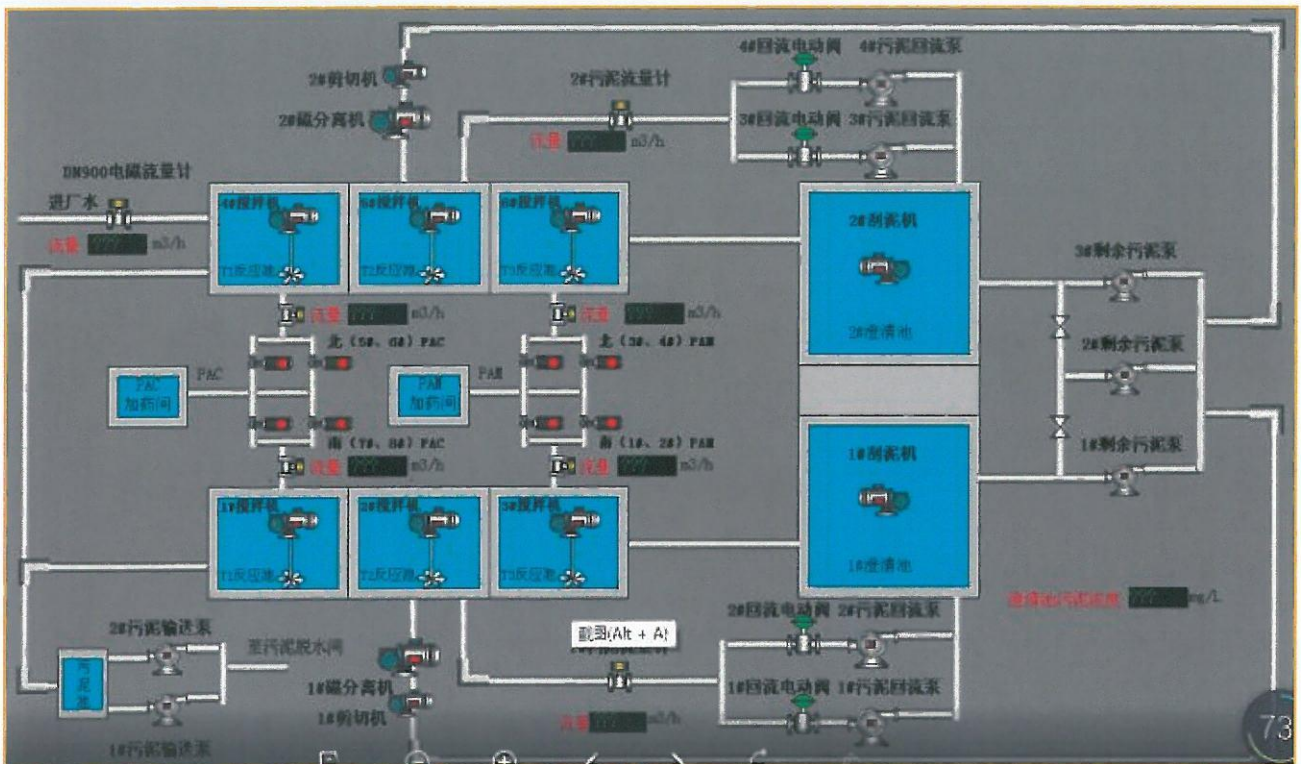 4#回流电动阀 4#污泥回流泵
2#剪切机
2#污泥流量计
2#磁分离机
3#回流电动阀 3#污泥回流泵
流量 m3/h
DN900电磁流量计
进厂水
流量 ??? m3/h
4#搅拌机
5#搅拌机
6#搅拌机
T1反应池
T2反应池
T3反应池
2#刮泥机
2#澄清池
3#剩余污泥泵
2#剩余污泥泵
1#剩余污泥泵
流量 ??? m3/h
流量 ??? m3/h
北（5#、6#）PAC
北（3#、4#）PAM
PAC
加药间
PAC
PAM
加药间
PAM
南（7#、8#）PAC
南（1#、2#）PAM
流量 ??? m3/h
流量 ??? m3/h
1#搅拌机
2#搅拌机
3#搅拌机
T1反应池
T2反应池
T3反应池
1#刮泥机
1#澄清池
澄清池污泥浓度 ??? mg/L
2#回流电动阀 2#污泥回流泵
截图(Alt + A)
2#污泥输送泵
至污泥脱水间
1#磁分离机
1#剪切机
1#回流电动阀 1#污泥回流泵
流量 ??? m3/h
1#污泥输送泵
73